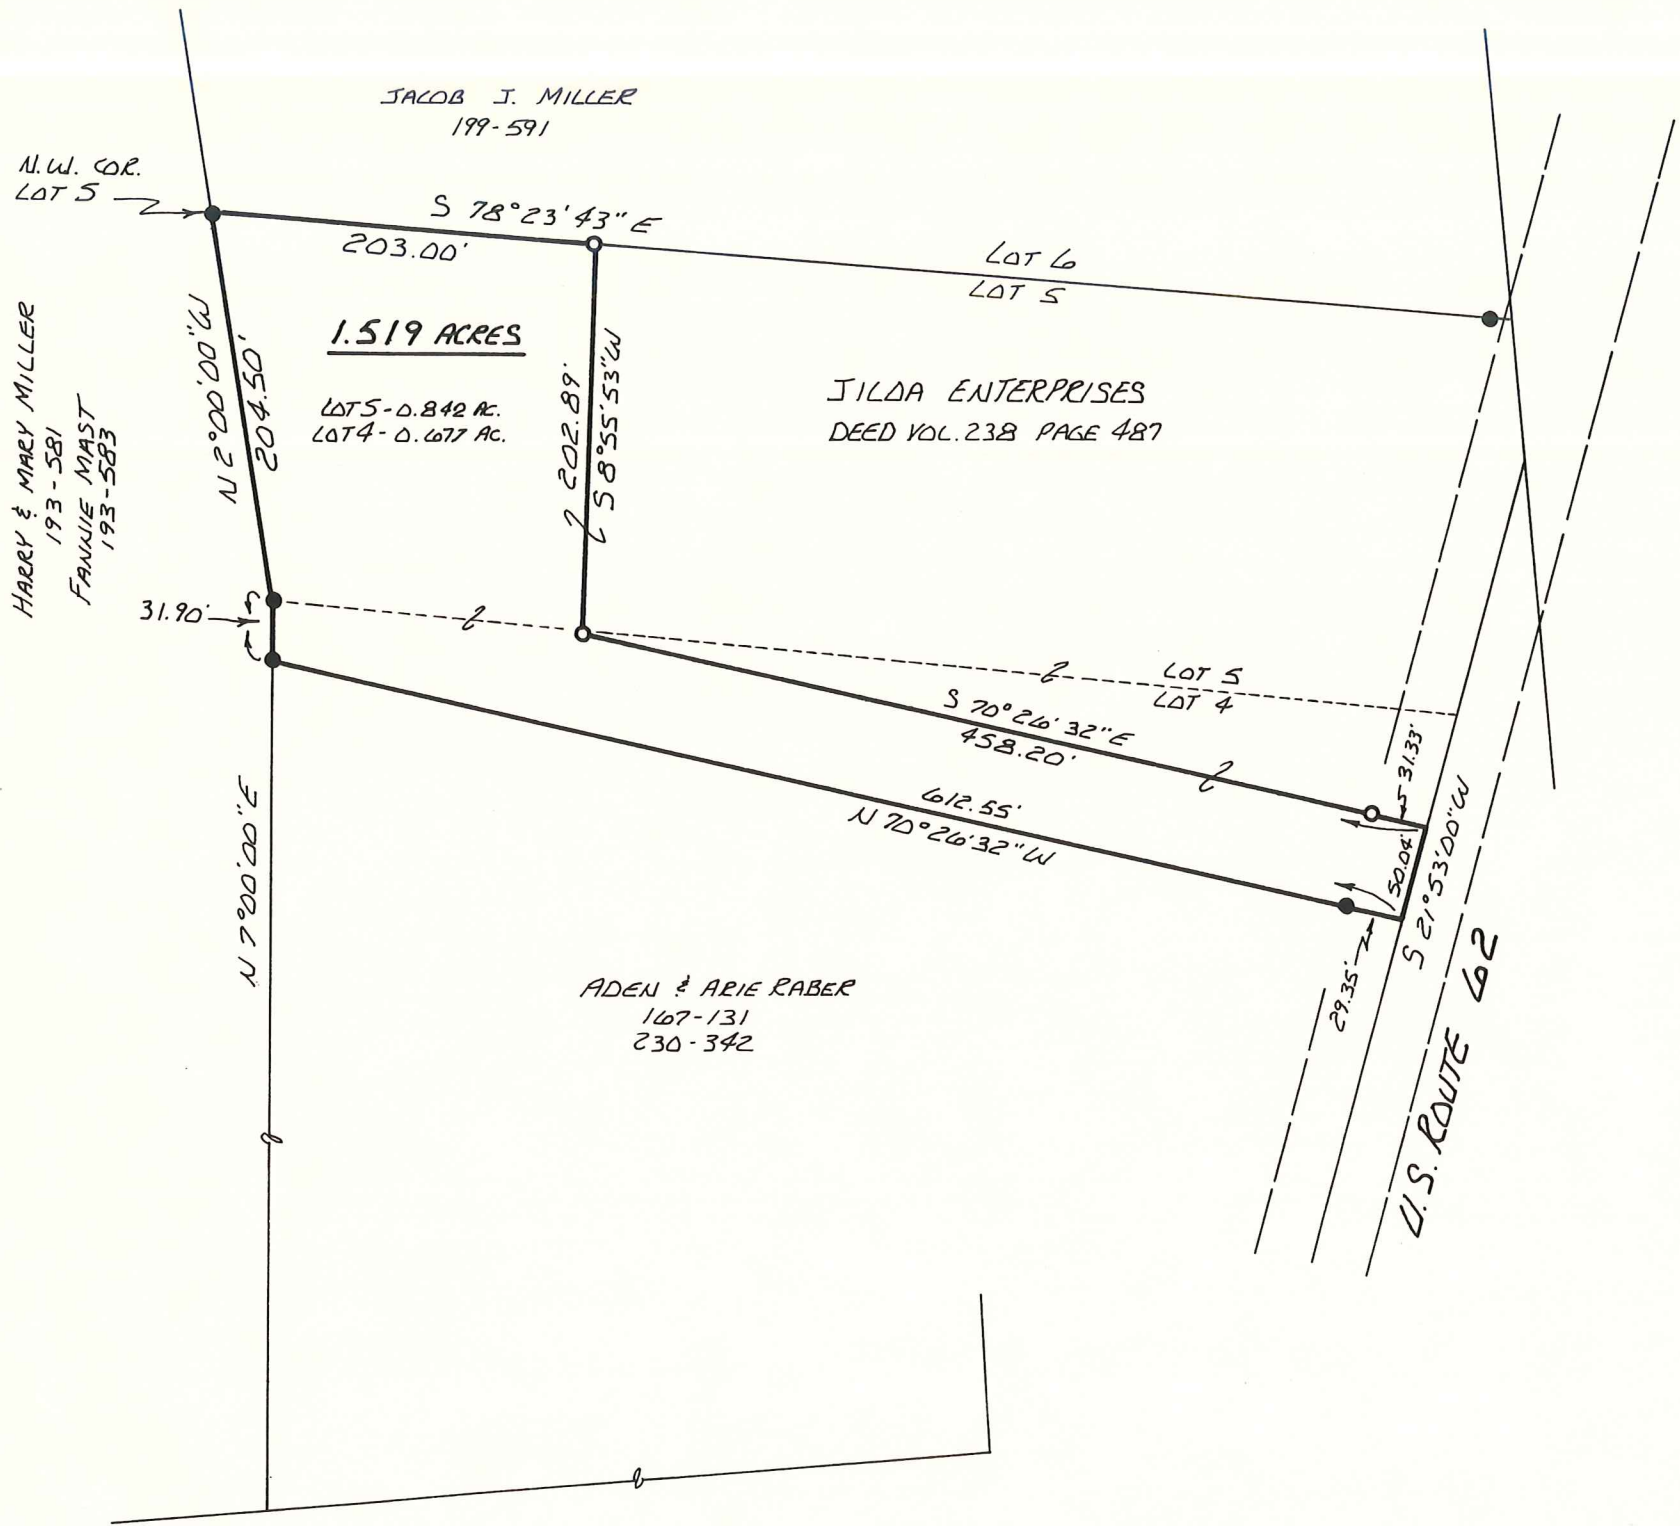 JACOB J. MILLER
199-591
N.W. COR.
LOT 5
S 78°23'43" E
203.00'
LOT 6
LOT 5
HARRY & MARY MILLER
193-581
FANNIE MAST
193-583
N 2°00'00" W
204.50'
1.519 ACRES
LOT 5-0.842 AC.
LOT 4-0.677 AC.
202.89'
S 8°55'53" W
JILOA ENTERPRISES
DEED VOL. 238 PAGE 487
31.90'
LOT 5
LOT 4
S 70°26'32" E
458.20'
31.33'
612.55'
N 70°26'32" W
50.04'
S 21°53'00" W
29.35'
N 7°00'00" E
U.S. ROUTE 62
ADEN & ARIE RABER
167-131
230-342